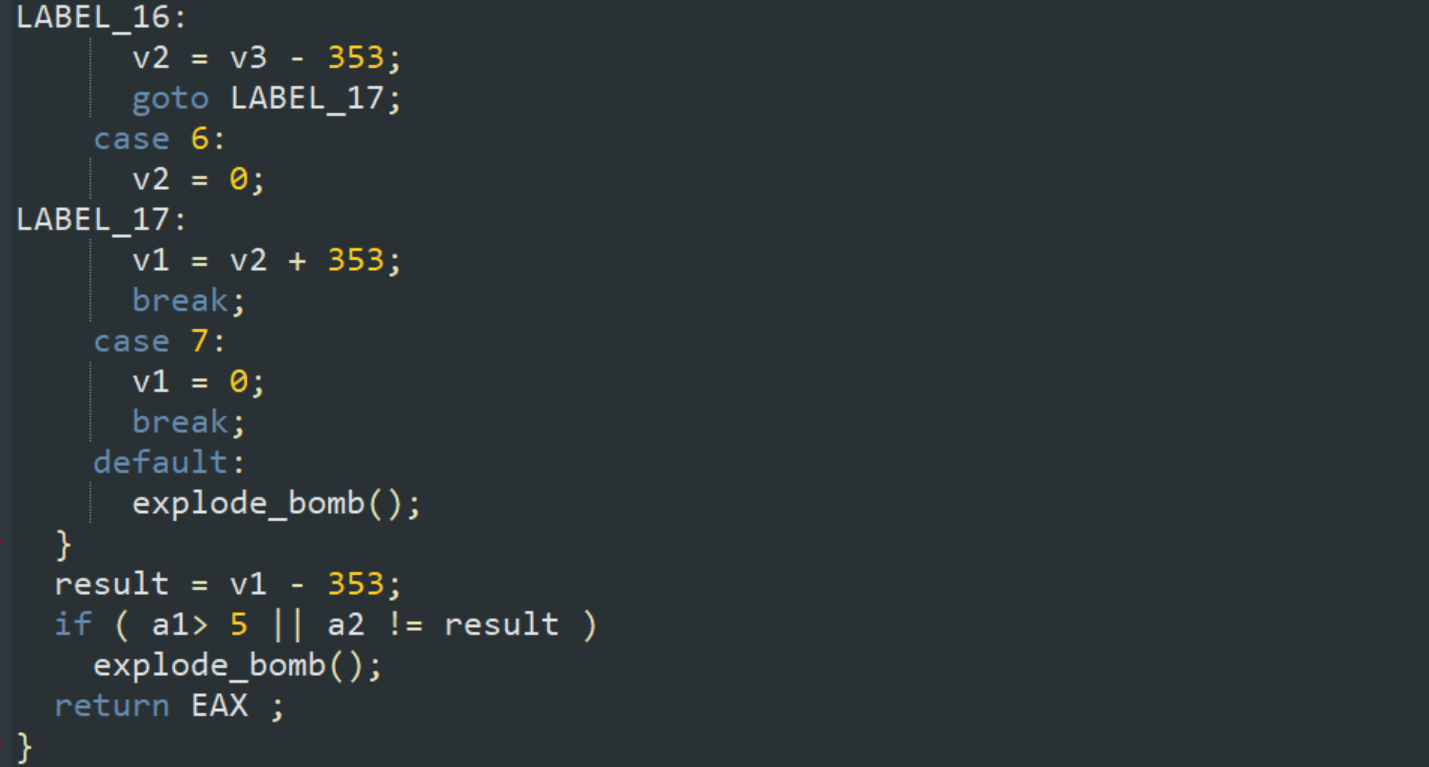 LABEL_16:
v2 = v3 - 353;
goto LABEL_17;
case 6:
v2 = 0;
LABEL_17:
v1 = v2 + 353;
break;
case 7:
v1 = 0;
break;
default:
explode_bomb();
}
result = v1 - 353;
if ( a1> 5 || a2 != result )
explode_bomb();
return EAX ;
}